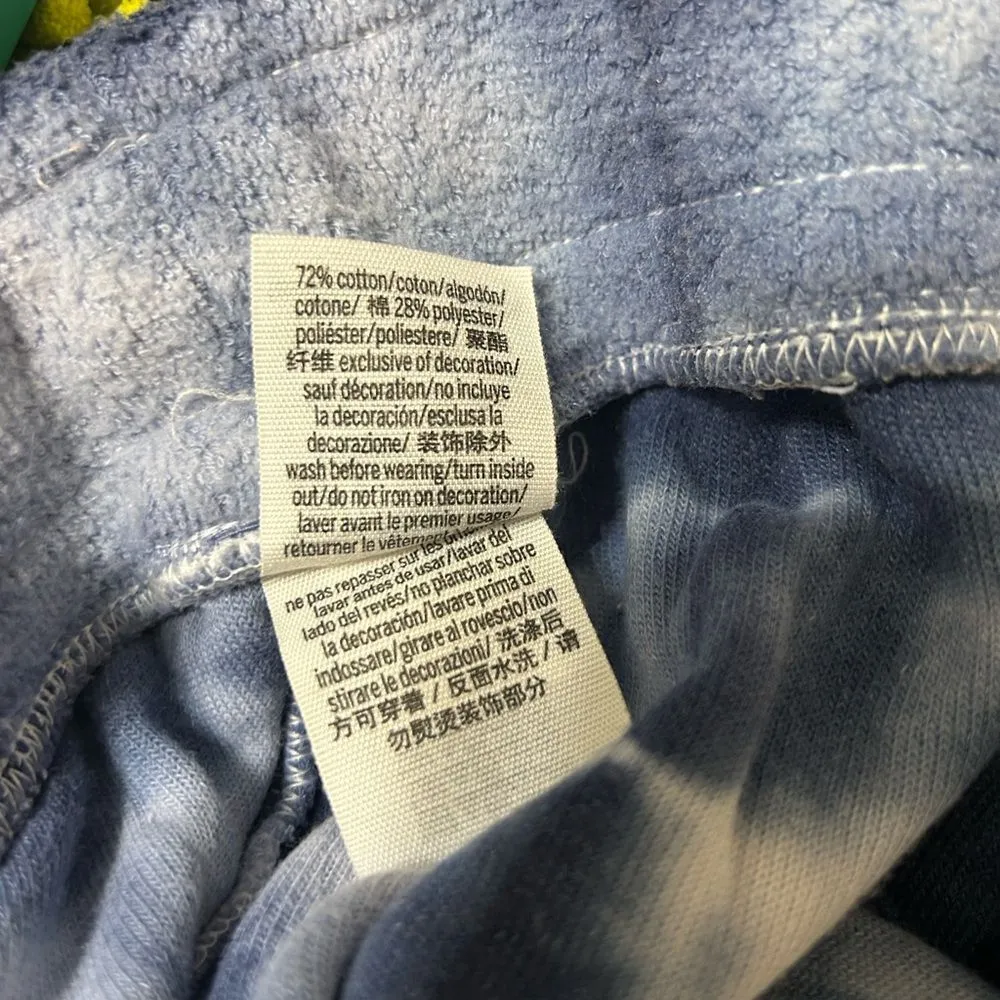 72% cotton/coton/algodón/
cotone/ 棉 28% polyester/
poliéster/poliestere/ 聚酯
纤维 exclusive of decoration/
sauf décoration/no incluye
la decoración/esclusa la
decorazione/ 装饰除外
wash before wearing/turn inside
out/do not iron on decoration/
laver avant le premier usage/
retourner le
ne pas repasser sur les
lavar antes de usar/lavar del
lado del revés/no planchar sobre
la decoración/lavare prima di
indossare/girare al rovescio/non
stirare le decorazioni/ 洗涤后
方可穿着 / 反面水洗 / 请
勿熨烫装饰部分